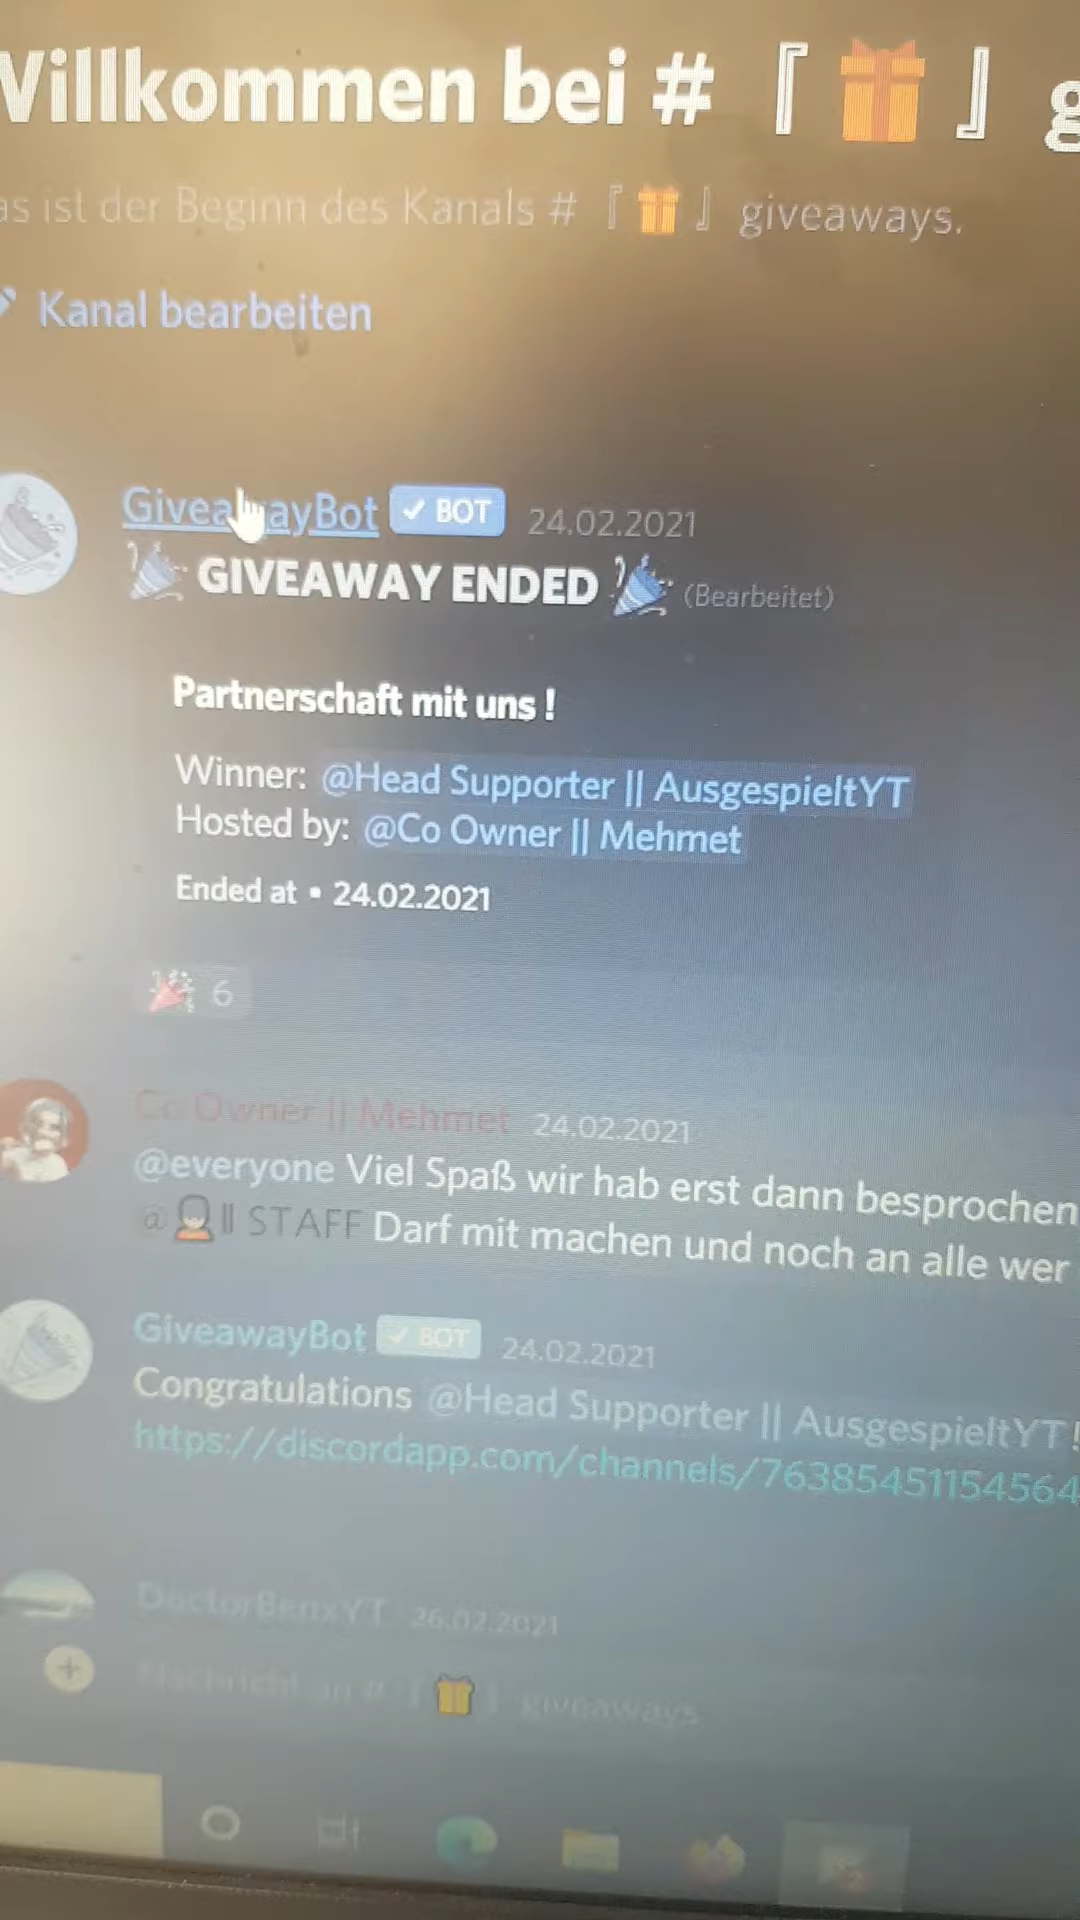 Willkommen bei # 『🎁』 g
as ist der Beginn des Kanals # 『🎁』 giveaways.
Kanal bearbeiten
GiveawayBot ✓ BOT 24.02.2021
🎉 GIVEAWAY ENDED 🎉 (Bearbeitet)
Partnerschaft mit uns !
Winner: @Head Supporter || AusgespieltYT
Hosted by: @Co Owner || Mehmet
Ended at • 24.02.2021
🎉 6
Co Owner || Mehmet 24.02.2021
@everyone Viel Spaß wir hab erst dann besprochen
@ || STAFF Darf mit machen und noch an alle wer
GiveawayBot ✓ BOT 24.02.2021
Congratulations @Head Supporter || AusgespieltYT!
https://discordapp.com/channels/76385451154564
DoctorBenxYT 26.02.2021
Nachricht an # 『🎁』 giveaways